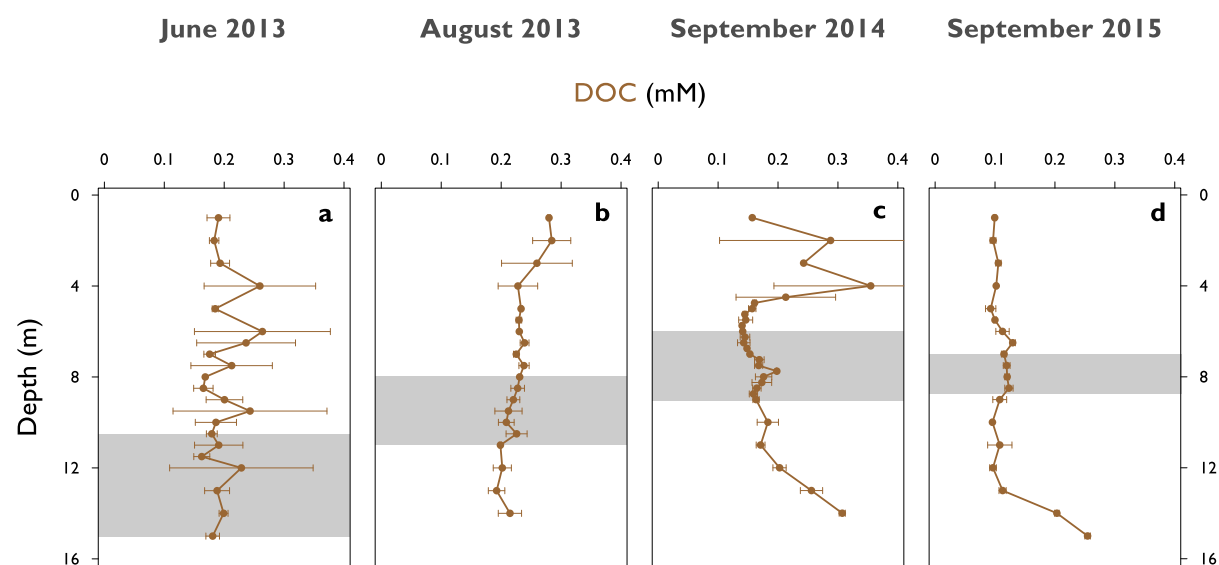 June 2013 August 2013 September 2014 September 2015
DOC (mM)
0 0.1 0.2 0.3 0.4 0 0.1 0.2 0.3 0.4 0 0.1 0.2 0.3 0.4 0 0.1 0.2 0.3 0.4
0 a b c d 0
4 4
8 8
12 12
16 16
Depth (m)